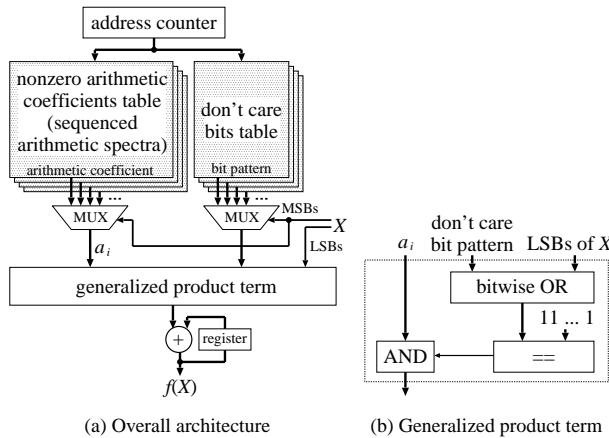 address counter
nonzero arithmetic
coefficients table
(sequenced
arithmetic spectra)
arithmetic coefficient
don't care
bits table
bit pattern
...
...
MUX
MUX
MSBs
X
LSBs
a i
generalized product term
+
register
f(X)
(a) Overall architecture
a i
don't care
bit pattern
LSBs of X
bitwise OR
11 ... 1
AND
==
(b) Generalized product term